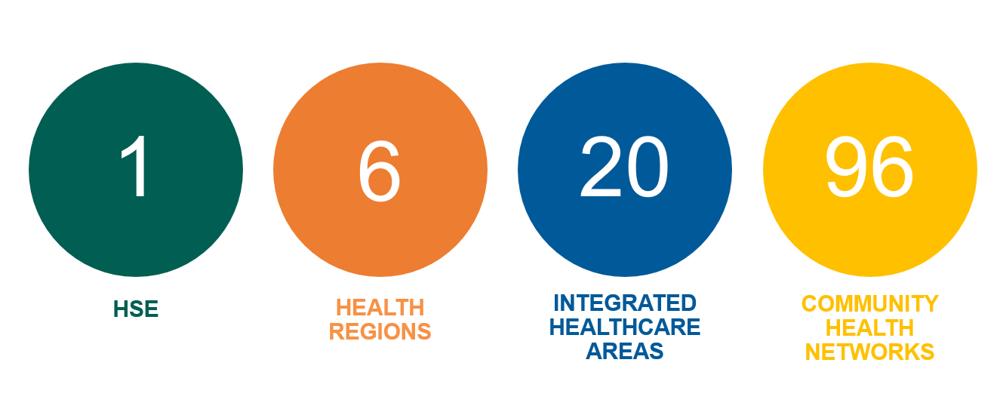 1
HSE
6
HEALTH
REGIONS
20
INTEGRATED
HEALTHCARE
AREAS
96
COMMUNITY
HEALTH
NETWORKS